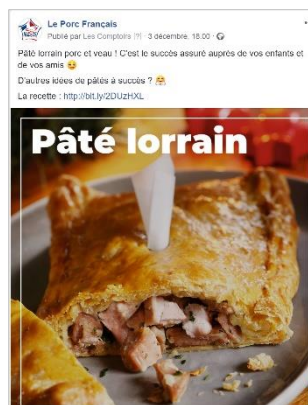 Le Porc Français
Publié par Les Comptoirs [?] · 3 décembre, 18:00 ·
Pâté lorrain porc et veau ! C'est le succès assuré auprès de vos enfants et
de vos amis 😉
D'autres idées de pâtés à succès ? 🤗
La recette : http://bit.ly/2DUzHXL
Pâté lorrain